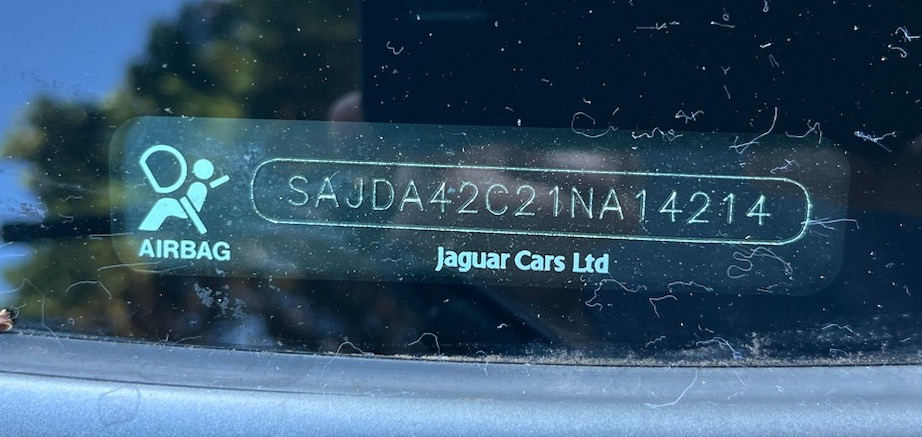 SAJDA42C21NA14214
AIRBAG
Jaguar Cars Ltd